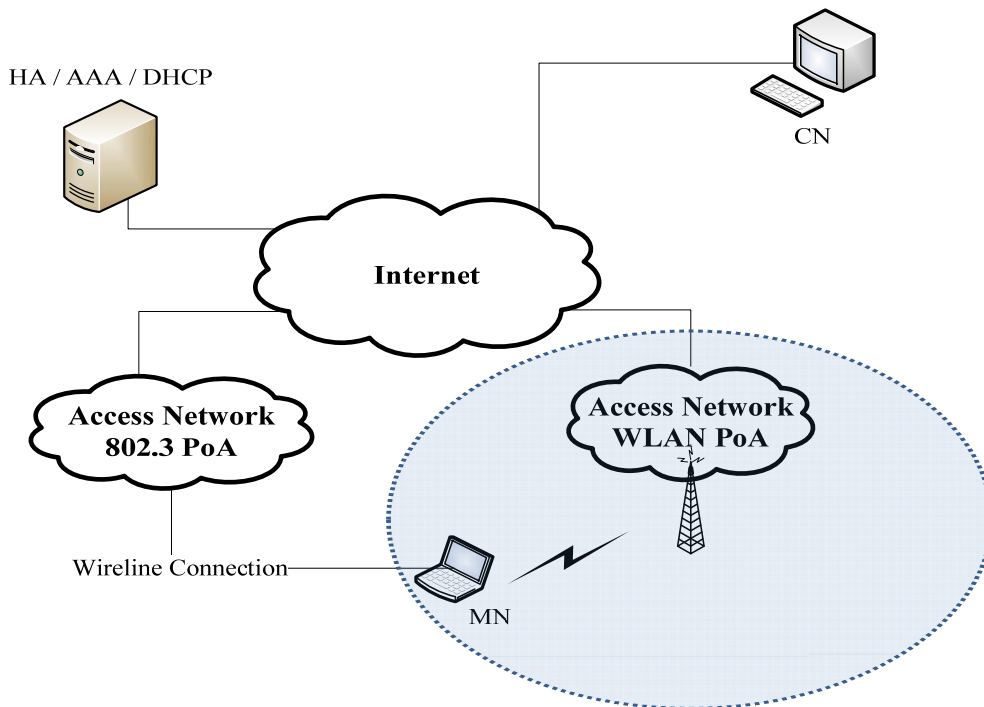 HA / AAA / DHCP
CN
Internet
Access Network
802.3 PoA
Access Network
WLAN PoA
Wireline Connection
MN